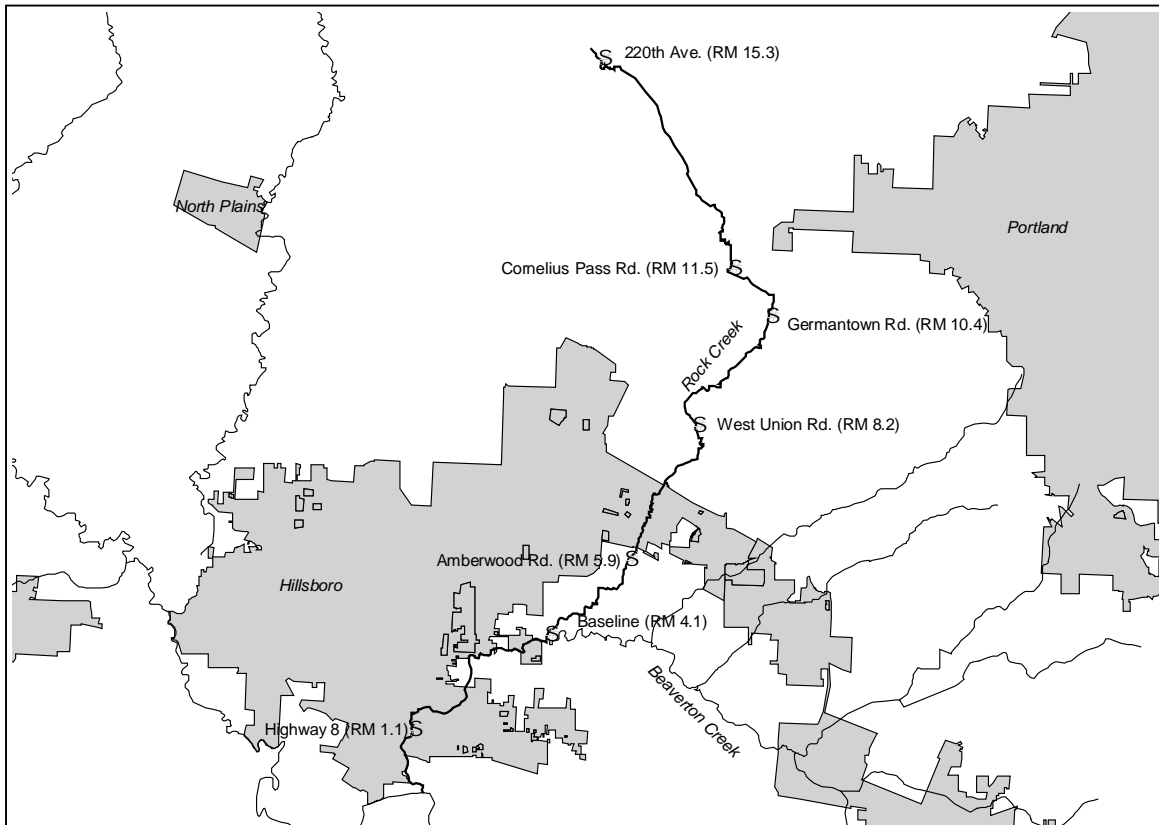 S 220th Ave. (RM 15.3)
North Plains
Portland
Cornelius Pass Rd. (RM 11.5) S
S Germantown Rd. (RM 10.4)
Rock Creek
S West Union Rd. (RM 8.2)
Amberwood Rd. (RM 5.9) S
Hillsboro
S Baseline (RM 4.1)
Beaverton Creek
Highway 8 (RM 1.1) S